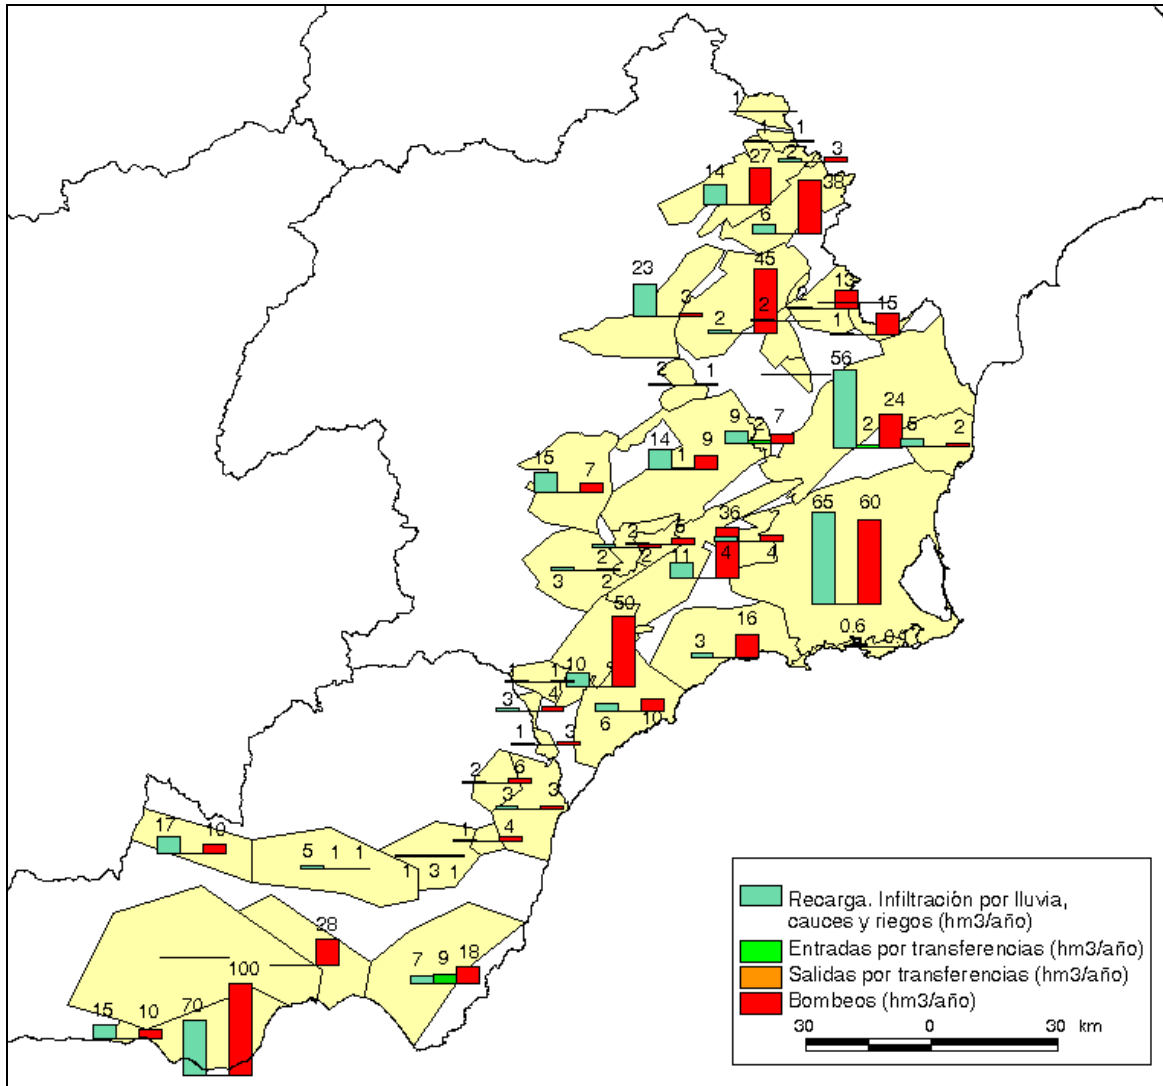 1
1 1
2 3
14 27 38
6
23 3 45 2 13
2 2 15
1
2 1 56
9 2 7 2 24 5 2
14 1 9
15 7
65 60
36
2 5
2 2 11 4 4
3 2
50
16 0.6
3
1 1 10
3 4
6 10
1 3
2 6
3 3
1 4
17 10
5 1 1
1 3 1
28
7 9 18
100
15 10 70
Recarga. Infiltración por lluvia,
cauces y riegos (hm3/año)
Entradas por transferencias (hm3/año)
Salidas por transferencias (hm3/año)
Bombeos (hm3/año)
30 0 30 km